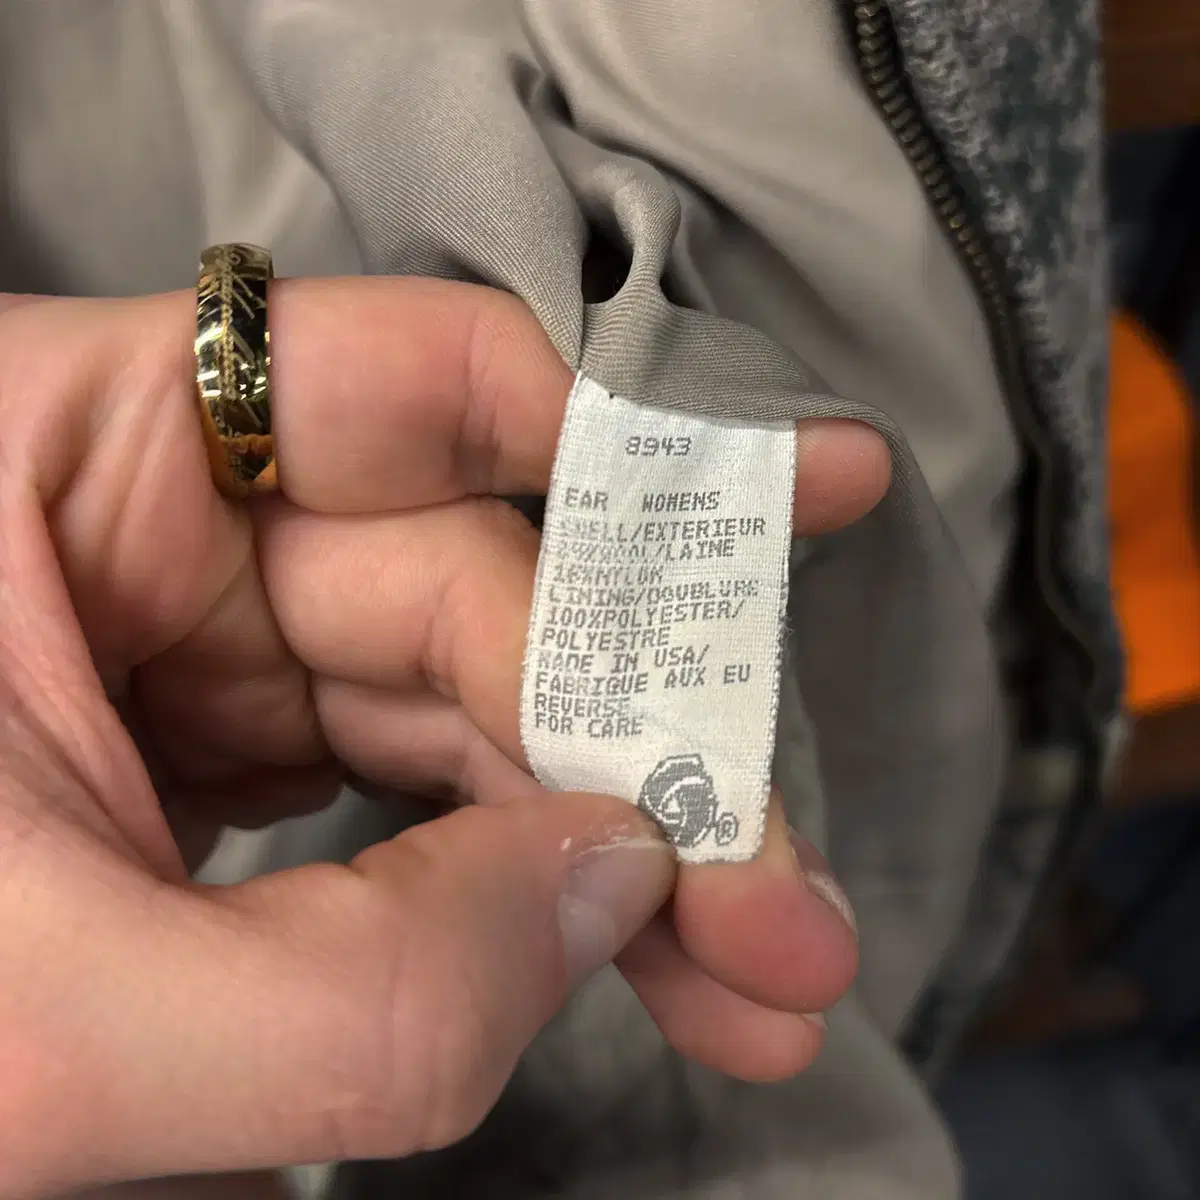 8943
EAR WOMENS
SHELL/EXTERIEUR
WOOL/LAINE
NYLON
LINING/DOUBLURE
100%POLYESTER/
POLYESTRE
MADE IN USA/
FABRIQUE AUX EU
REVERSE
FOR CARE
®